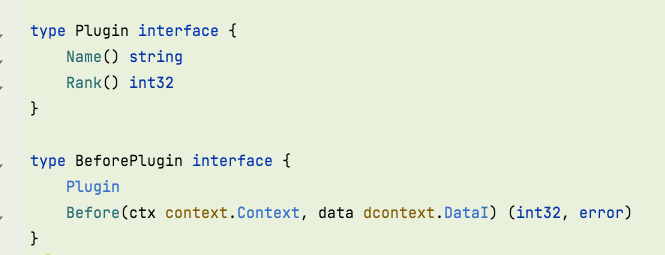 type Plugin interface {
    Name() string
    Rank() int32
}
type BeforePlugin interface {
    Plugin
    Before(ctx context.Context, data dcontext.DataI) (int32, error)
}